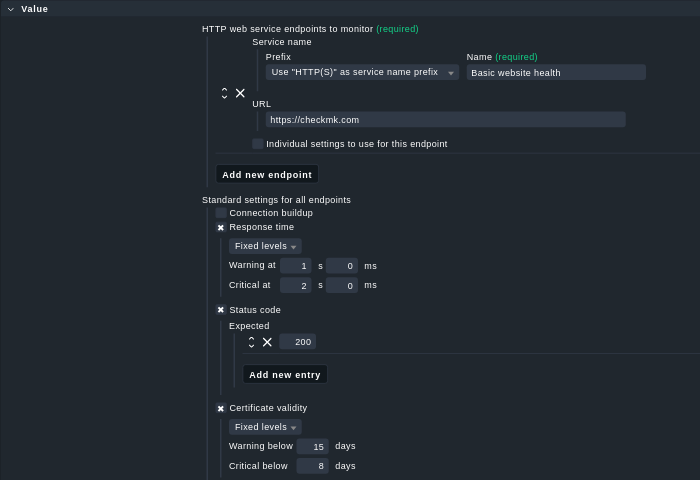 Value
HTTP web service endpoints to monitor (required)
Service name
Prefix Name (required)
Use "HTTP(S)" as service name prefix Basic website health
URL
https://checkmk.com
Individual settings to use for this endpoint
Add new endpoint
Standard settings for all endpoints
Connection buildup
Response time
Fixed levels
Warning at 1 s 0 ms
Critical at 2 s 0 ms
Status code
Expected
200
Add new entry
Certificate validity
Fixed levels
Warning below 15 days
Critical below 8 days